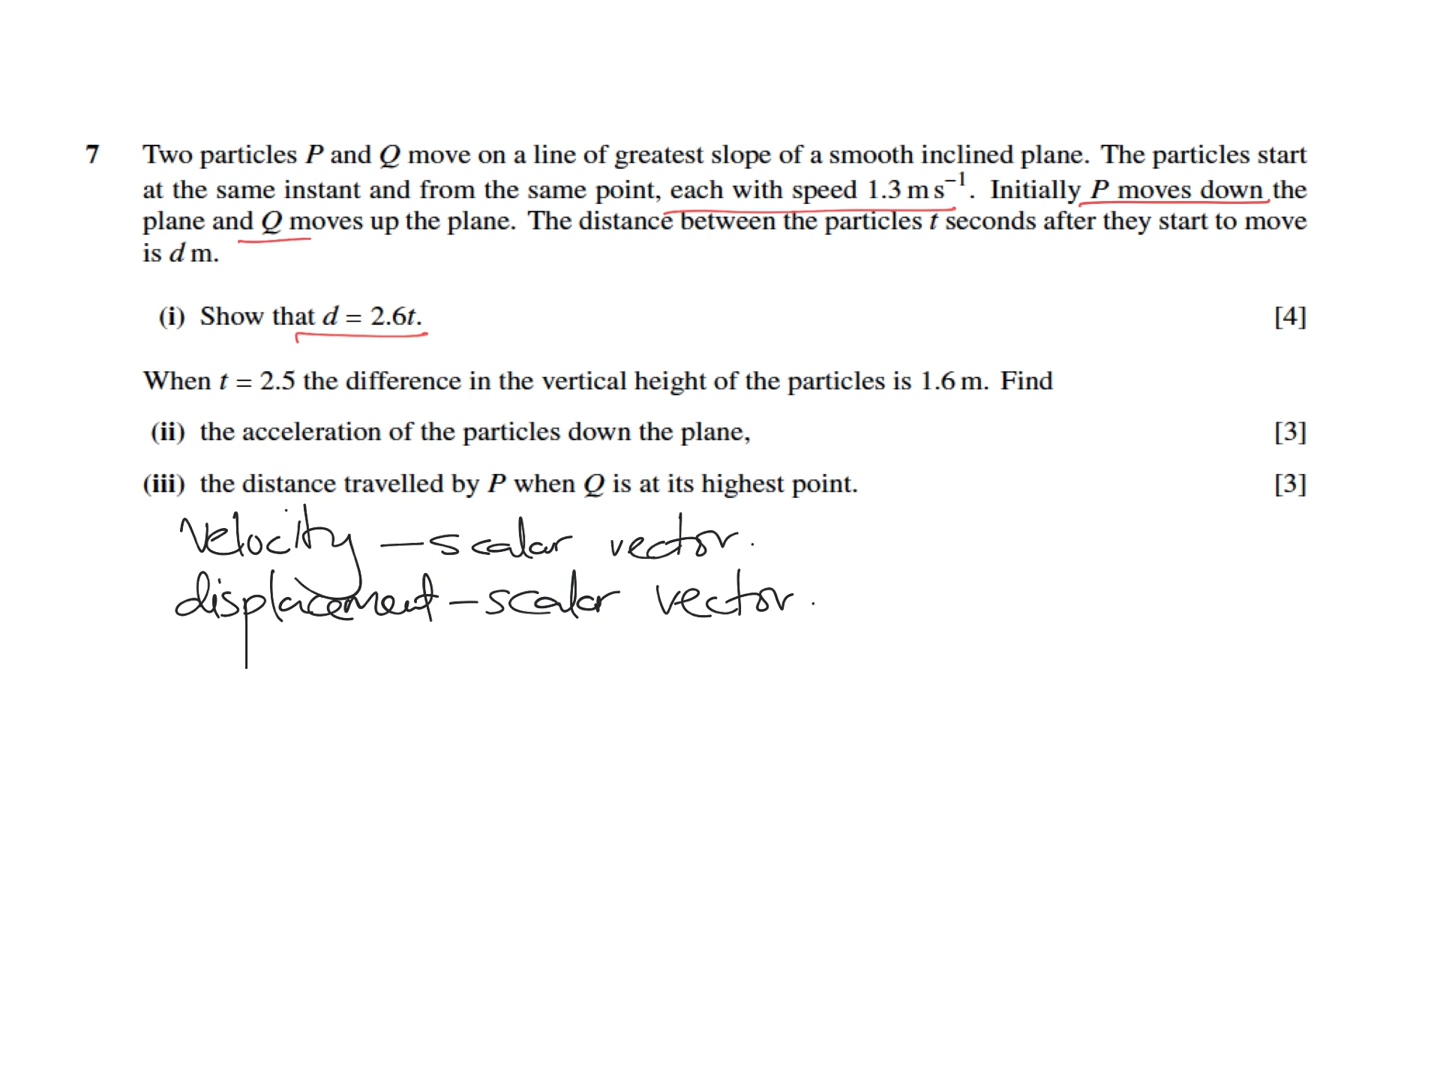 7 Two particles P and Q move on a line of greatest slope of a smooth inclined plane. The particles start
at the same instant and from the same point, each with speed 1.3 m s⁻¹. Initially P moves down the
plane and Q moves up the plane. The distance between the particles t seconds after they start to move
is d m.
(i) Show that d = 2.6t. [4]
When t = 2.5 the difference in the vertical height of the particles is 1.6 m. Find
(ii) the acceleration of the particles down the plane, [3]
(iii) the distance travelled by P when Q is at its highest point. [3]
velocity – scalar vector.
displacement – scalar vector.